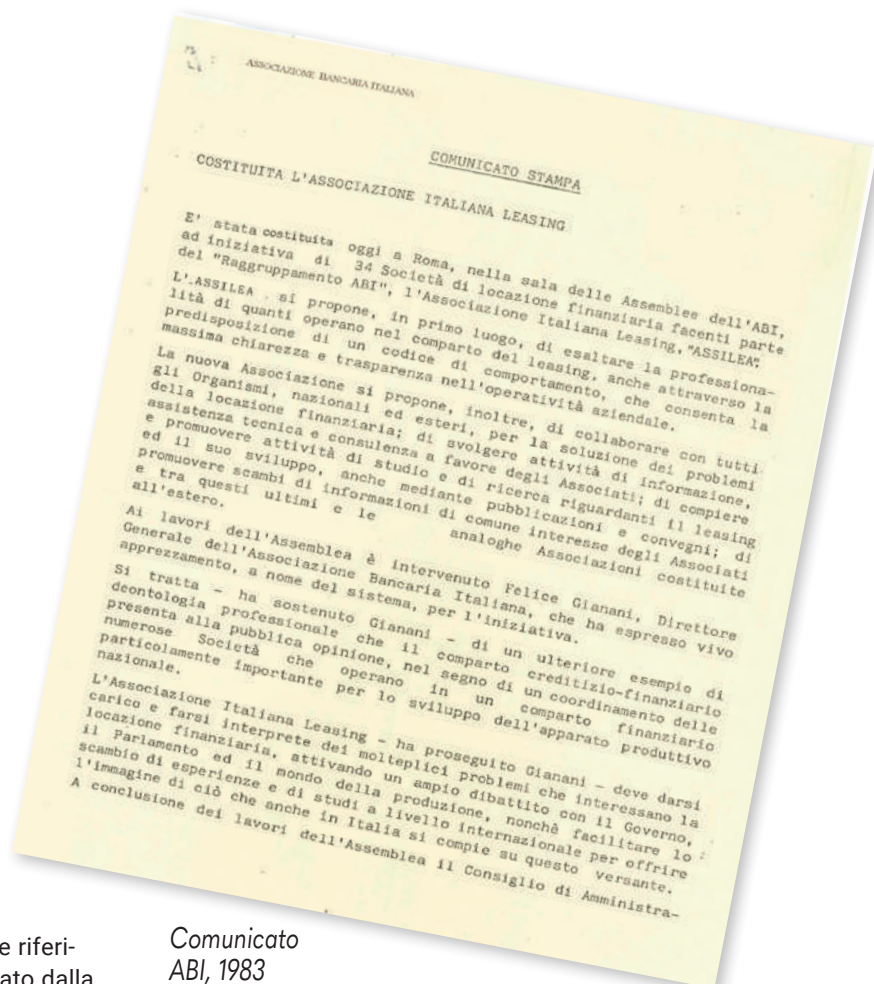 ASSOCIAZIONE BANCARIA ITALIANA
COMUNICATO STAMPA
COSTITUITA L'ASSOCIAZIONE ITALIANA LEASING
E' stata costituita oggi a Roma, nella sala delle Assemblee dell'ABI,
ad iniziativa di 34 Società di locazione finanziaria facenti parte
del "Raggruppamento ABI", l'Associazione Italiana Leasing, "ASSILEA".
L'ASSILEA si propone, in primo luogo, di esaltare la professiona-
lità di quanti operano nel comparto del leasing, anche attraverso la
predisposizione di un codice di comportamento, che consenta la
massima chiarezza e trasparenza nell'operatività aziendale.
La nuova Associazione si propone, inoltre, di collaborare con tutti
gli Organismi, nazionali ed esteri, per la soluzione dei problemi
della locazione finanziaria; di svolgere attività di informazione,
assistenza tecnica e consulenza a favore degli Associati; di compiere
e promuovere attività di studio e di ricerca riguardanti il leasing
ed il suo sviluppo, anche mediante pubblicazioni e convegni; di
promuovere scambi di informazioni di comune interesse degli Associati
e tra questi ultimi e le analoghe Associazioni costituite
all'estero.
Ai lavori dell'Assemblea è intervenuto Felice Gianani, Direttore
Generale dell'Associazione Bancaria Italiana, che ha espresso vivo
apprezzamento, a nome del sistema, per l'iniziativa.
Si tratta - ha sostenuto Gianani - di un ulteriore esempio di
deontologia professionale che il comparto creditizio-finanziario
presenta alla pubblica opinione, nel segno di un coordinamento delle
numerose Società che operano in un comparto finanziario
particolamente importante per lo sviluppo dell'apparato produttivo
nazionale.
L'Associazione Italiana Leasing - ha proseguito Gianani - deve darsi
carico e farsi interprete dei molteplici problemi che interessano la
locazione finanziaria, attivando un ampio dibattito con il Governo,
il Parlamento ed il mondo della produzione, nonchè facilitare lo
scambio di esperienze e di studi a livello internazionale per offrire
l'immagine di ciò che anche in Italia si compie su questo versante.
A conclusione dei lavori dell'Assemblea il Consiglio di Amministra-
e riferi-
ato dalla
Comunicato
ABI, 1983